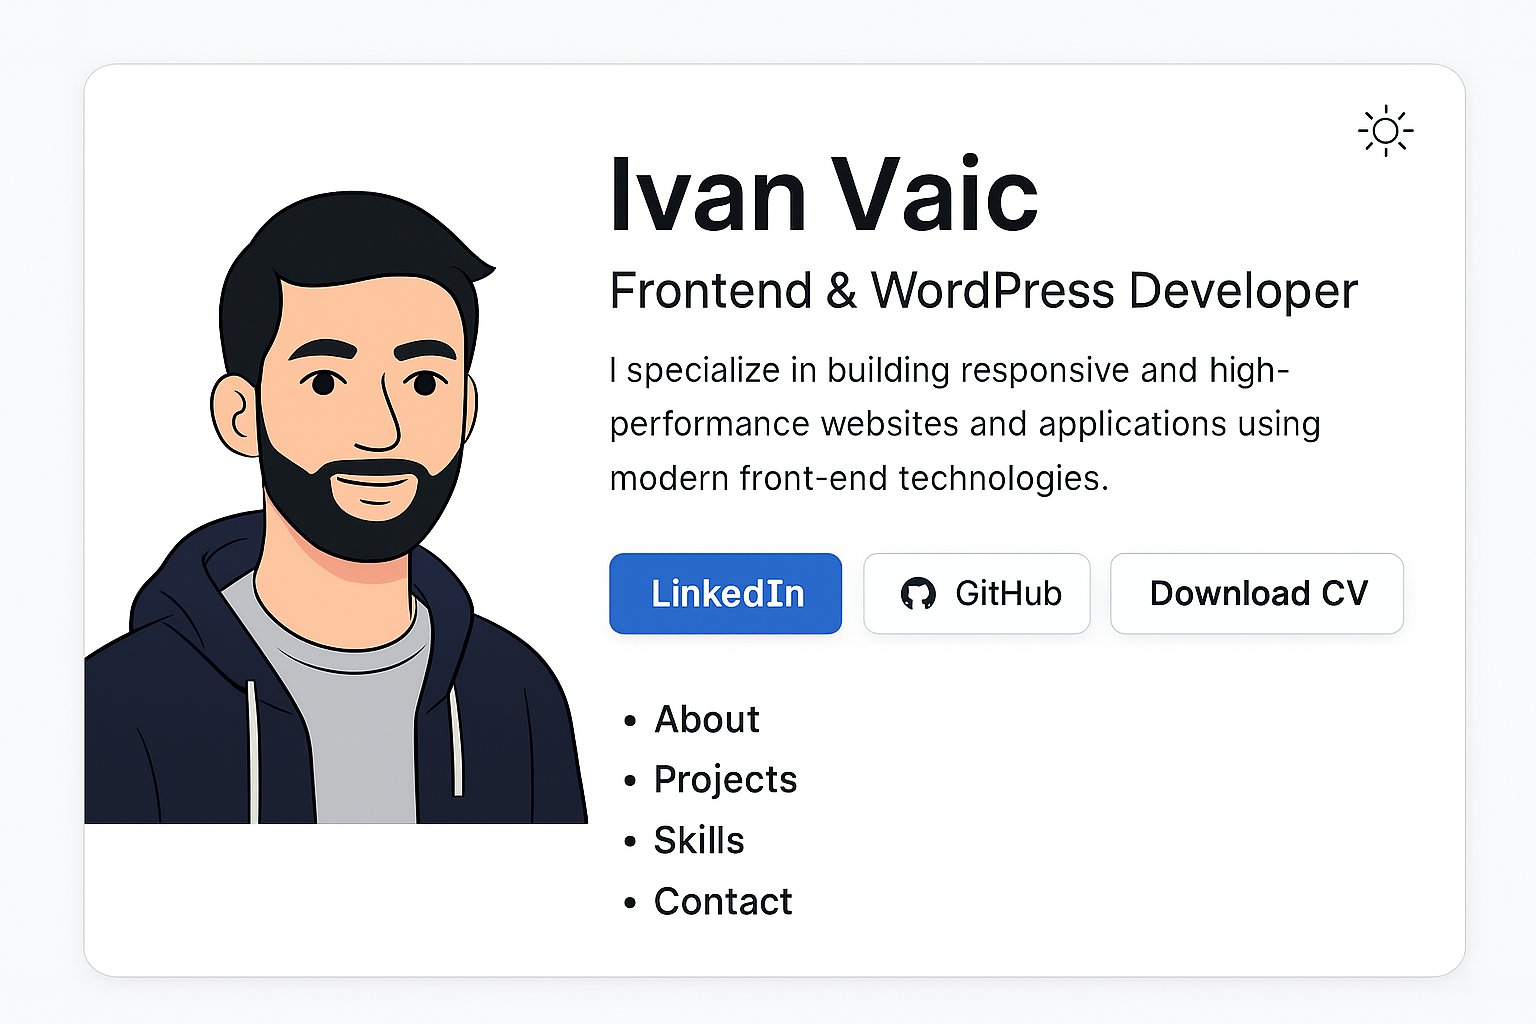 Ivan Vaic
Frontend & WordPress Developer
I specialize in building responsive and high-
performance websites and applications using
modern front-end technologies.
LinkedIn
GitHub
Download CV
• About
• Projects
• Skills
• Contact